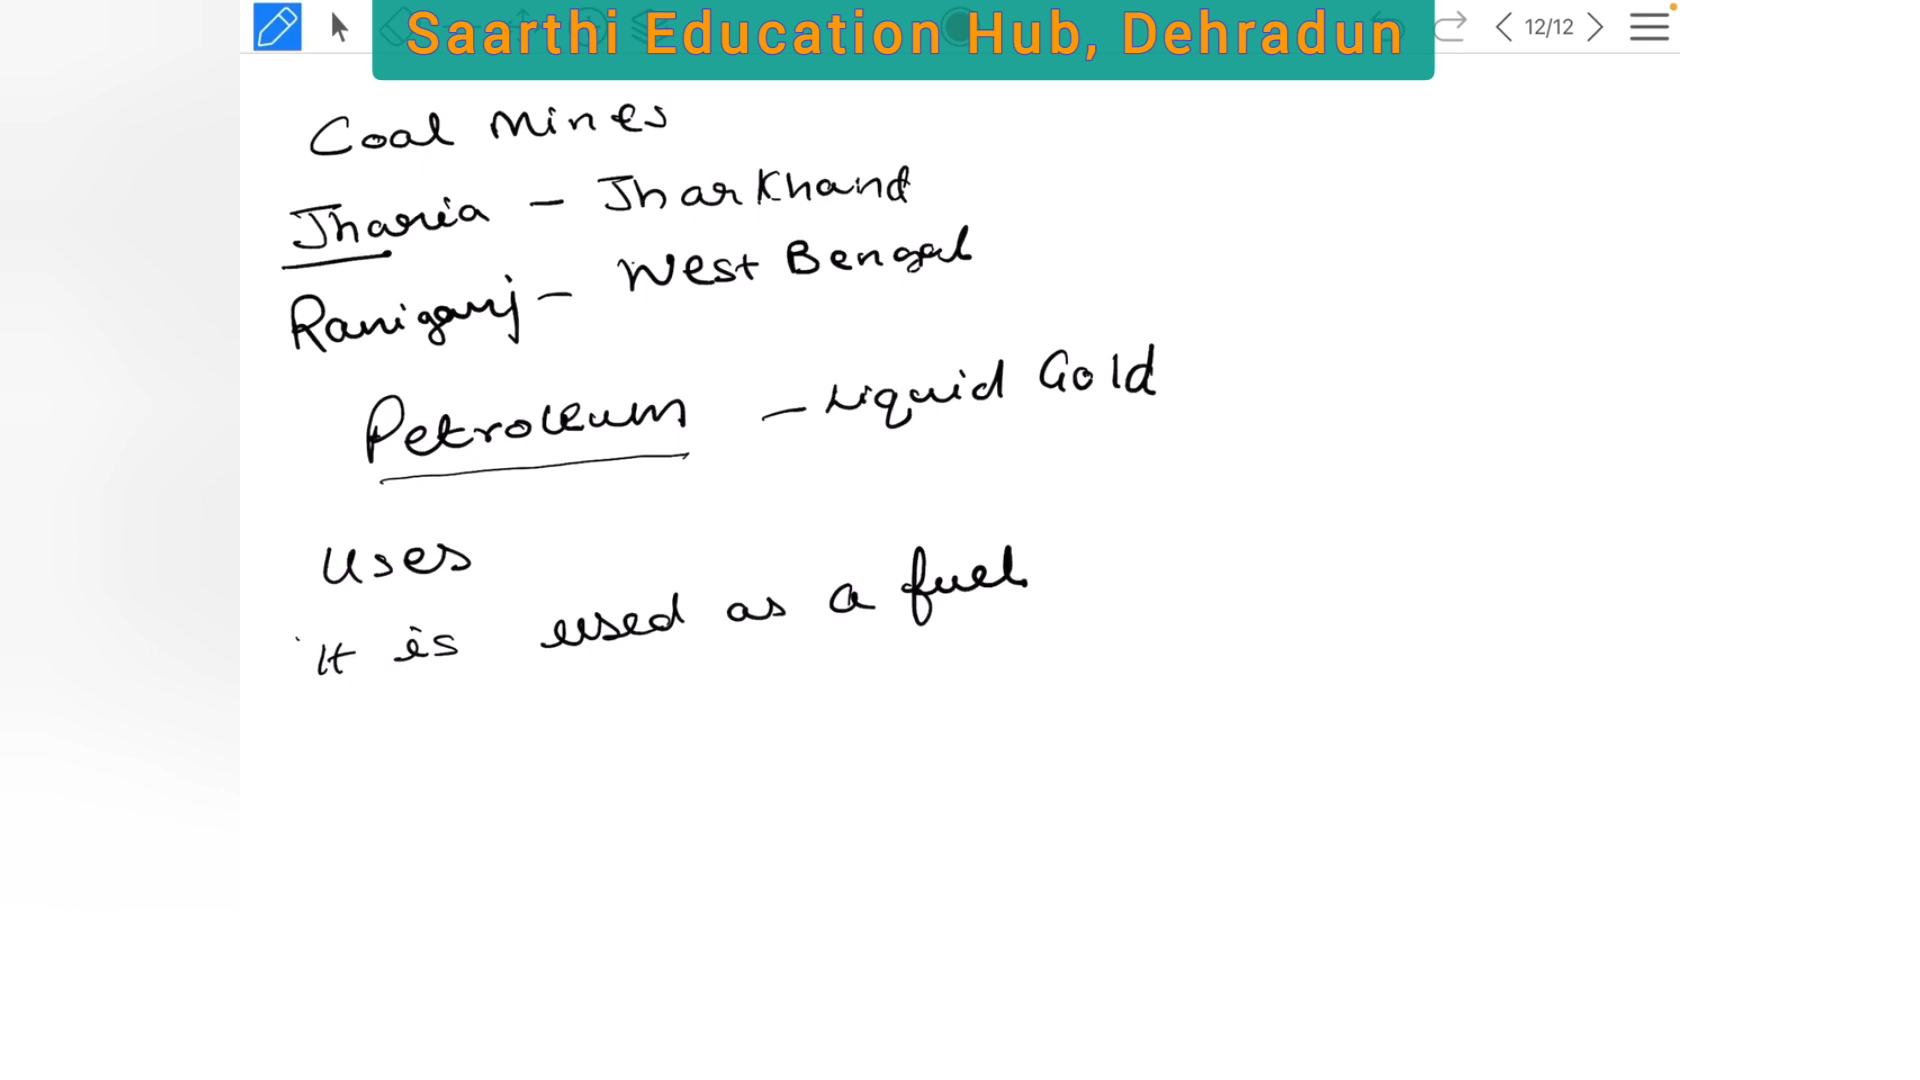 Saarthi Education Hub, Dehradun
12/12
Coal Mines
Jharia - Jharkhand
Raniganj - West Bengal
Petroleum - Liquid Gold
Uses
It is used as a fuel